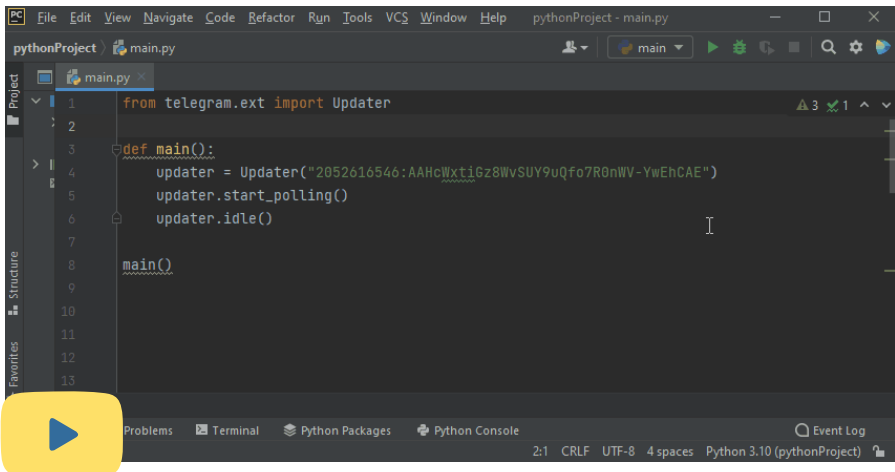 PC File Edit View Navigate Code Refactor Run Tools VCS Window Help pythonProject - main.py
pythonProject main.py main
Project main.py
1 from telegram.ext import Updater 3 1
2
3 def main():
4 updater = Updater("2052616546:AAHcWxtiGz8WvSUY9uQfo7R0nWV-YwEhCAE")
5 updater.start_polling()
6 updater.idle()
7
8 main()
9
10
11
12
13
Structure
Favorites
Problems Terminal Python Packages Python Console Event Log
2:1 CRLF UTF-8 4 spaces Python 3.10 (pythonProject)